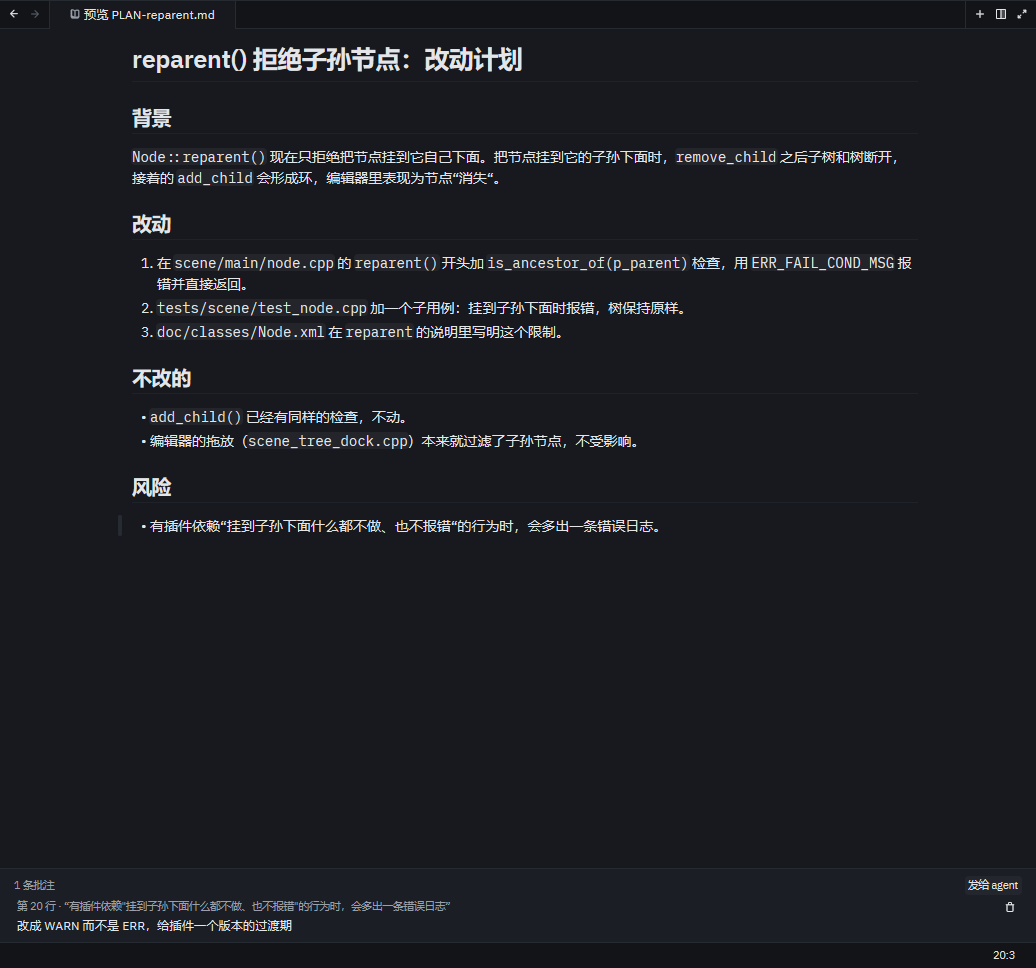 预览 PLAN-reparent.md
reparent() 拒绝子孙节点：改动计划
背景
Node::reparent() 现在只拒绝把节点挂到它自己下面。把节点挂到它的子孙下面时，remove_child 之后子树和树断开，
接着的 add_child 会形成环，编辑器里表现为节点“消失“。
改动
1. 在 scene/main/node.cpp 的 reparent() 开头加 is_ancestor_of(p_parent) 检查，用 ERR_FAIL_COND_MSG 报
错并直接返回。
2. tests/scene/test_node.cpp 加一个子用例：挂到子孙下面时报错，树保持原样。
3. doc/classes/Node.xml 在 reparent 的说明里写明这个限制。
不改的
• add_child() 已经有同样的检查，不动。
• 编辑器的拖放（scene_tree_dock.cpp）本来就过滤了子孙节点，不受影响。
风险
• 有插件依赖“挂到子孙下面什么都不做、也不报错“的行为时，会多出一条错误日志。
1 条批注
发给 agent
第 20 行 · “有插件依赖“挂到子孙下面什么都不做、也不报错“的行为时，会多出一条错误日志”
改成 WARN 而不是 ERR，给插件一个版本的过渡期
20:3